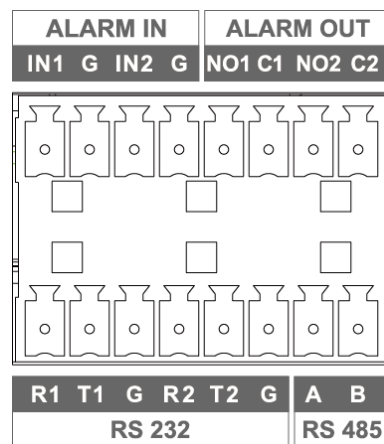 ALARM IN ALARM OUT
IN1 G IN2 G NO1 C1 NO2 C2
R1 T1 G R2 T2 G A B
RS 232 RS 485